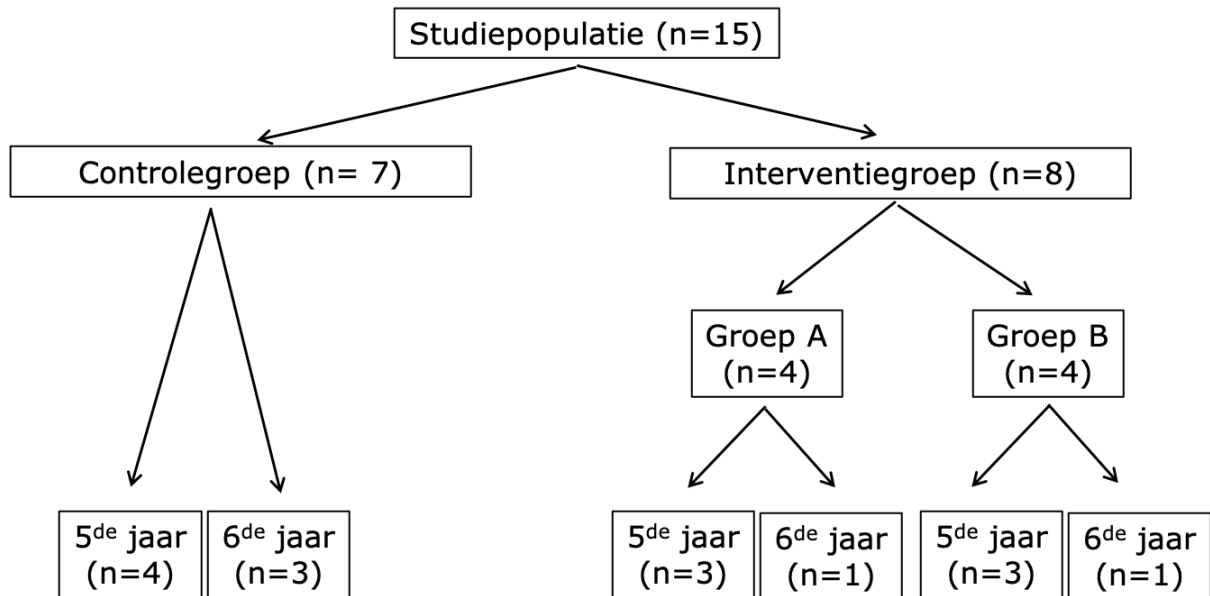 Studiepopulatie (n=15)
Controlegroep (n= 7)
Interventiegroep (n=8)
Groep A
(n=4)
Groep B
(n=4)
5de jaar
(n=4)
6de jaar
(n=3)
5de jaar
(n=3)
6de jaar
(n=1)
5de jaar
(n=3)
6de jaar
(n=1)